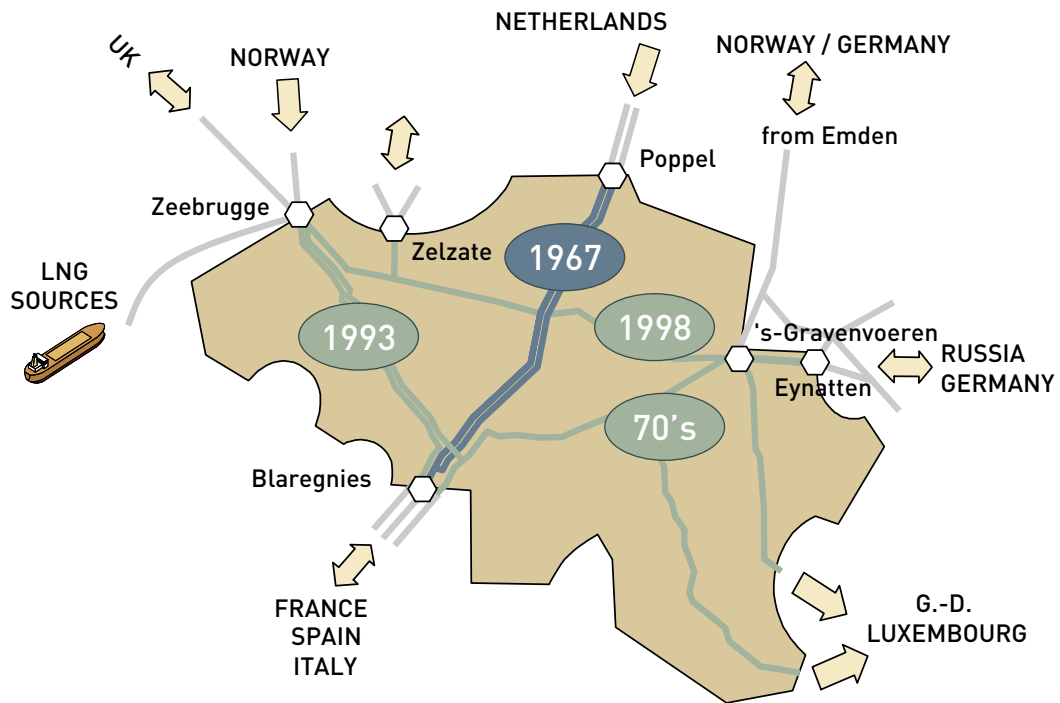 NETHERLANDS
UK
NORWAY
NORWAY / GERMANY
from Emden
Poppel
Zeebrugge
Zelzate
1967
LNG
SOURCES
1993
1998
's-Gravenvoeren
RUSSIA
GERMANY
Eynatten
70's
Blaregnies
FRANCE
SPAIN
ITALY
G.-D.
LUXEMBOURG